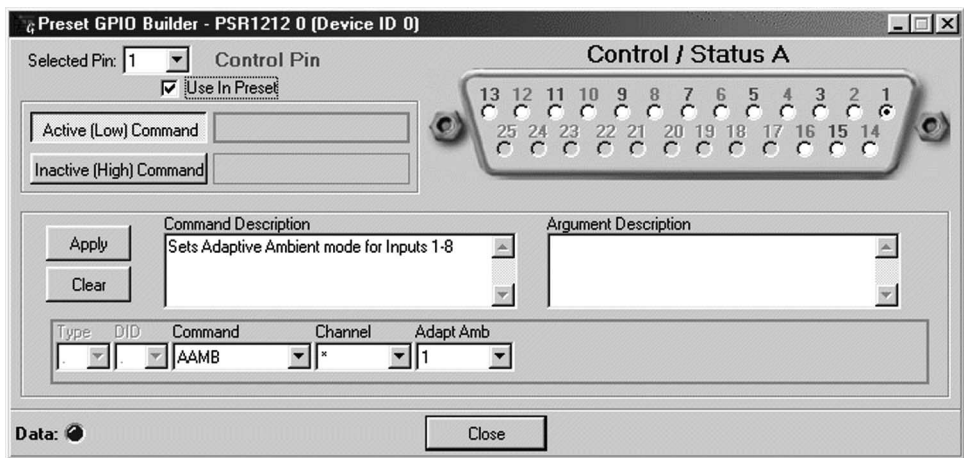 Preset GPIO Builder - PSR1212 0 (Device ID 0)
Selected Pin: 1 Control Pin
Use In Preset
Control / Status A
13 12 11 10 9 8 7 6 5 4 3 2 1
25 24 23 22 21 20 19 18 17 16 15 14
Active (Low) Command
Inactive (High) Command
Apply
Clear
Command Description
Sets Adaptive Ambient mode for Inputs 1-8
Argument Description
Type DID Command Channel Adapt Amb
. . AAMB * 1
Data:
Close